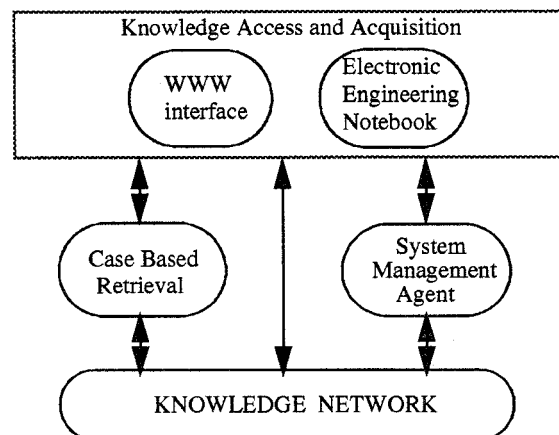 Knowledge Access and Acquisition
WWW
interface
Electronic
Engineering
Notebook
Case Based
Retrieval
System
Management
Agent
KNOWLEDGE NETWORK